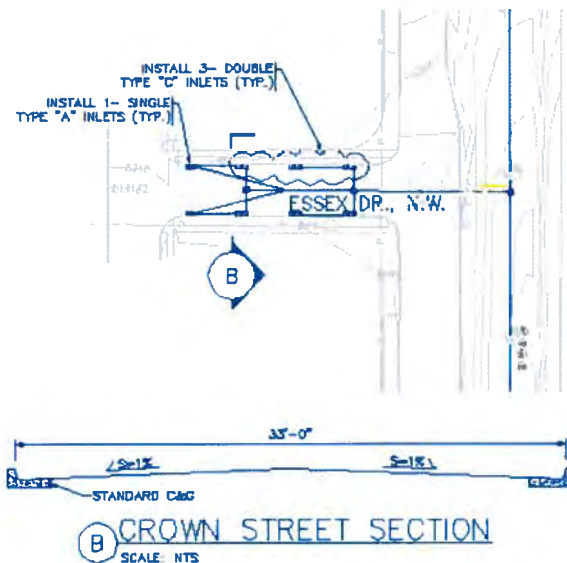 INSTALL 3- DOUBLE
TYPE "C" INLETS (TYP.)
INSTALL 1- SINGLE
TYPE "A" INLETS (TYP.)
ESSEX DR., N.W.
B
33'-0"
S=1%
S=1%
STANDARD C&G
B CROWN STREET SECTION
SCALE: NTS